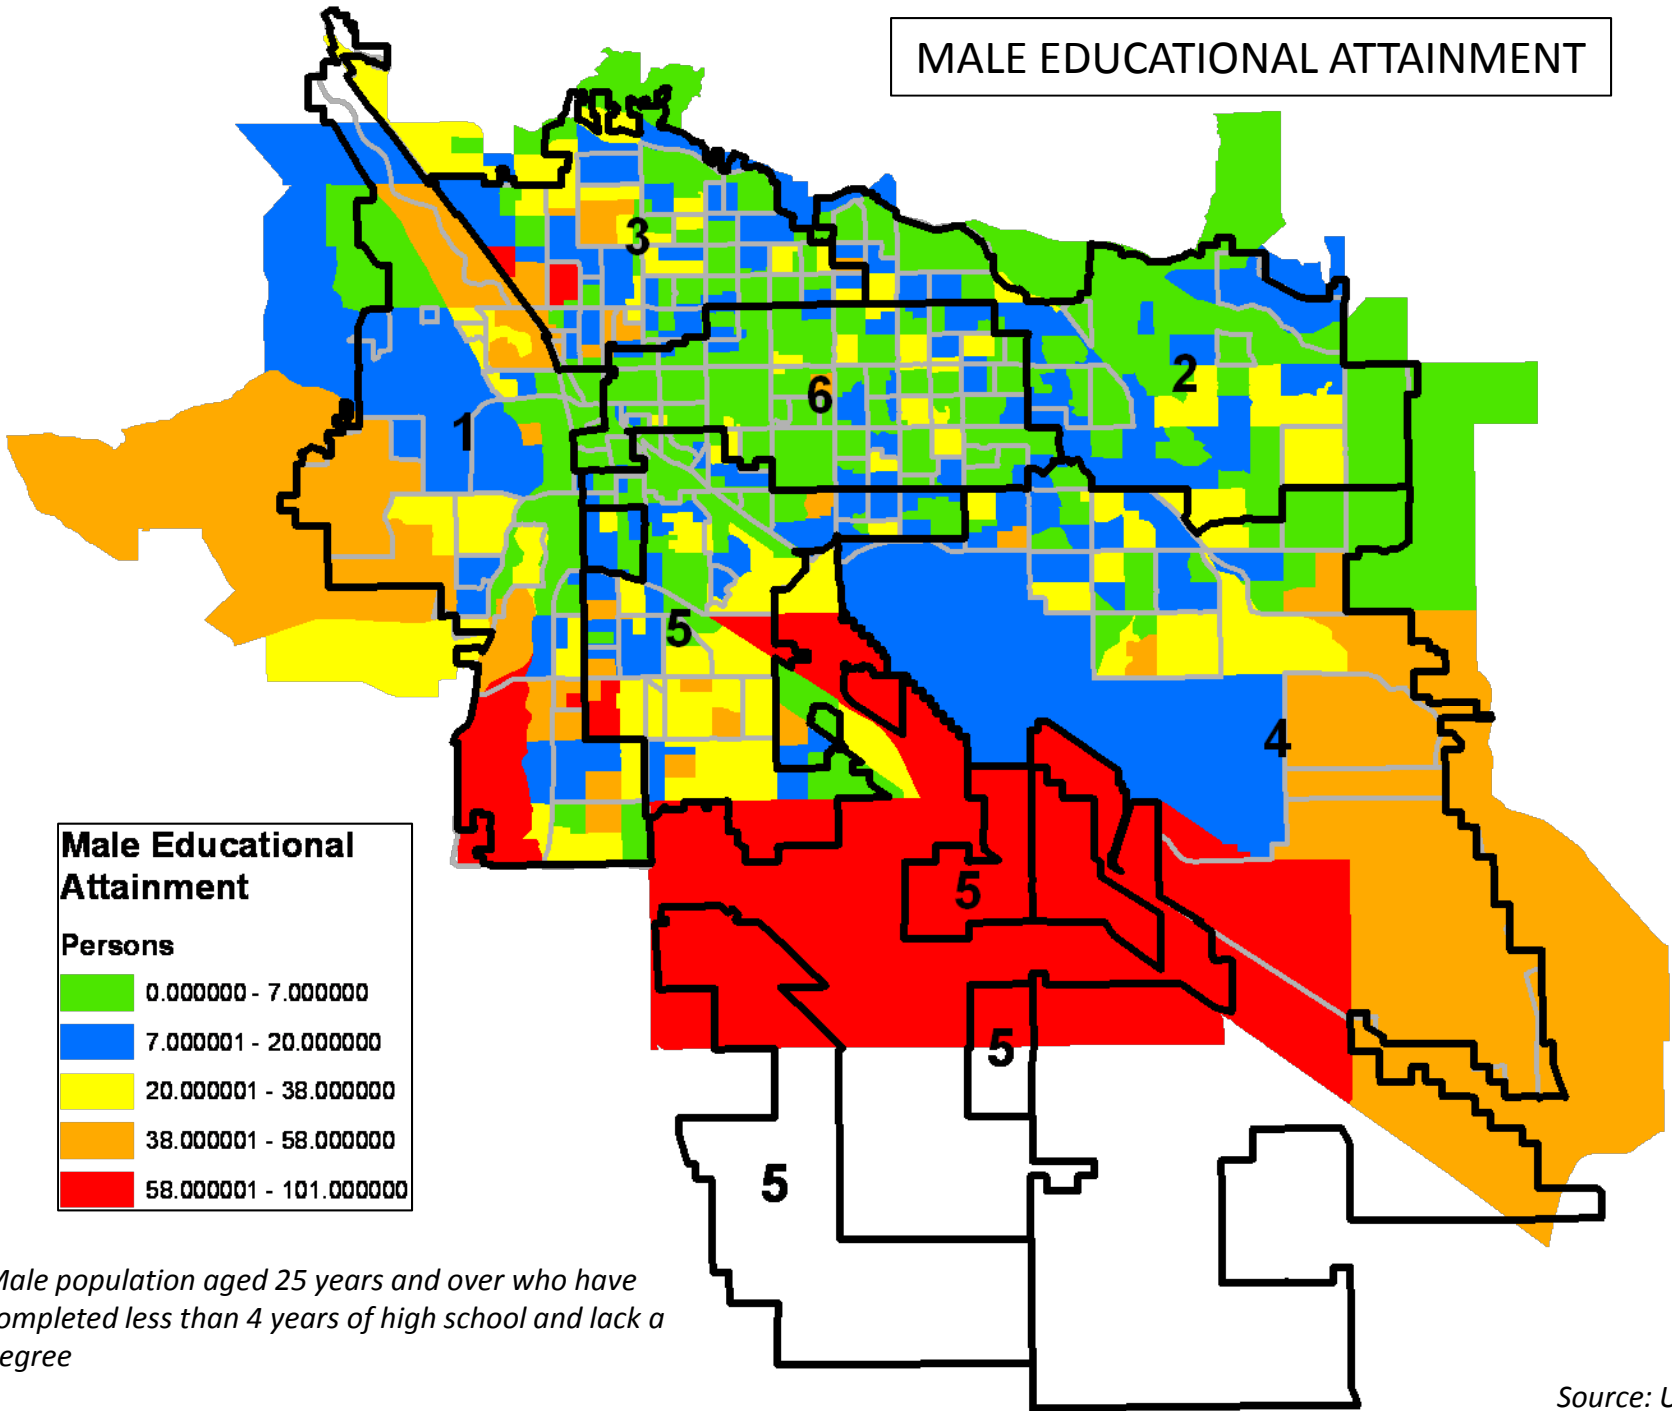 MALE EDUCATIONAL ATTAINMENT
3
2
6
1
5
4
5
5
5
Male Educational
Attainment
Persons
0.000000 - 7.000000
7.000001 - 20.000000
20.000001 - 38.000000
38.000001 - 58.000000
58.000001 - 101.000000
Male population aged 25 years and over who have
ompleted less than 4 years of high school and lack a
egree
Source: U